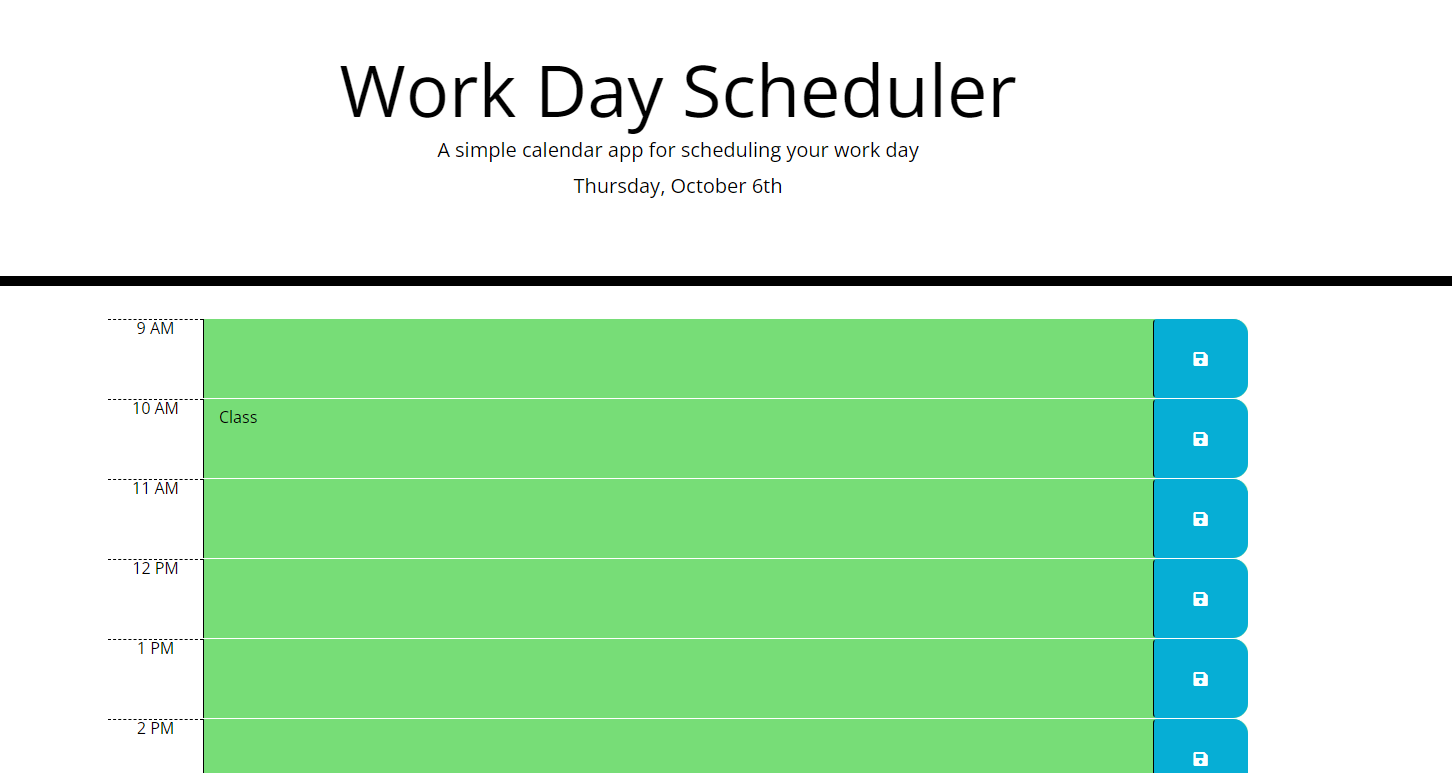 Work Day Scheduler
A simple calendar app for scheduling your work day
Thursday, October 6th
9 AM
10 AM
Class
11 AM
12 PM
1 PM
2 PM